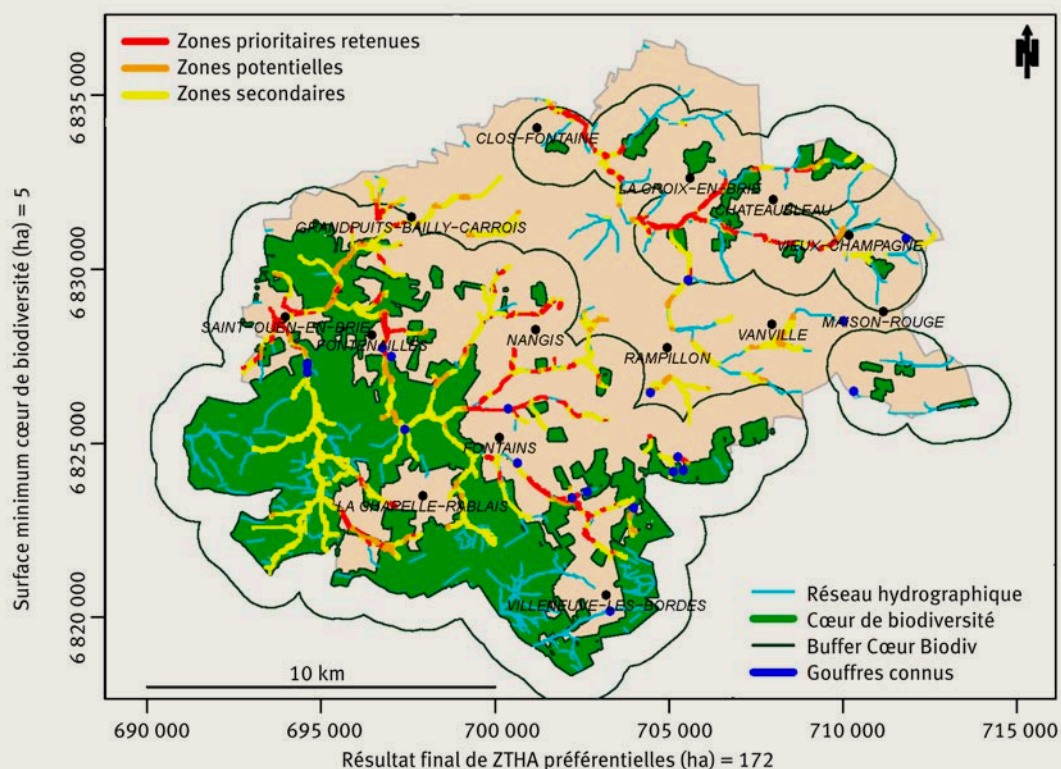 Zones prioritaires retenues
Zones potentielles
Zones secondaires
N
6 835 000
6 830 000
6 825 000
6 820 000
Surface minimum cœur de biodiversité (ha) = 5
CLOS-FONTAINE
LA CROIX-EN-BRIE
CHATEAUBLEAU
GRANDPUITS-BAILLY-CARROIS
VIEUX-CHAMPAGNE
SAINT-OUEN-EN-BRIE
FONTENAILLES
NANGIS
RAMPILLON
VANVILLE
MAISON-ROUGE
FONTAINS
LA CHAPELLE-RABLAIS
VILLENEUVE-LES-BORDES
Réseau hydrographique
Cœur de biodiversité
Buffer Cœur Biodiv
Gouffres connus
10 km
690 000
695 000
700 000
705 000
710 000
715 000
Résultat final de ZTHA préférentielles (ha) = 172